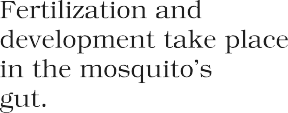 Fertilization and
development take place
in the mosquito's
gut.